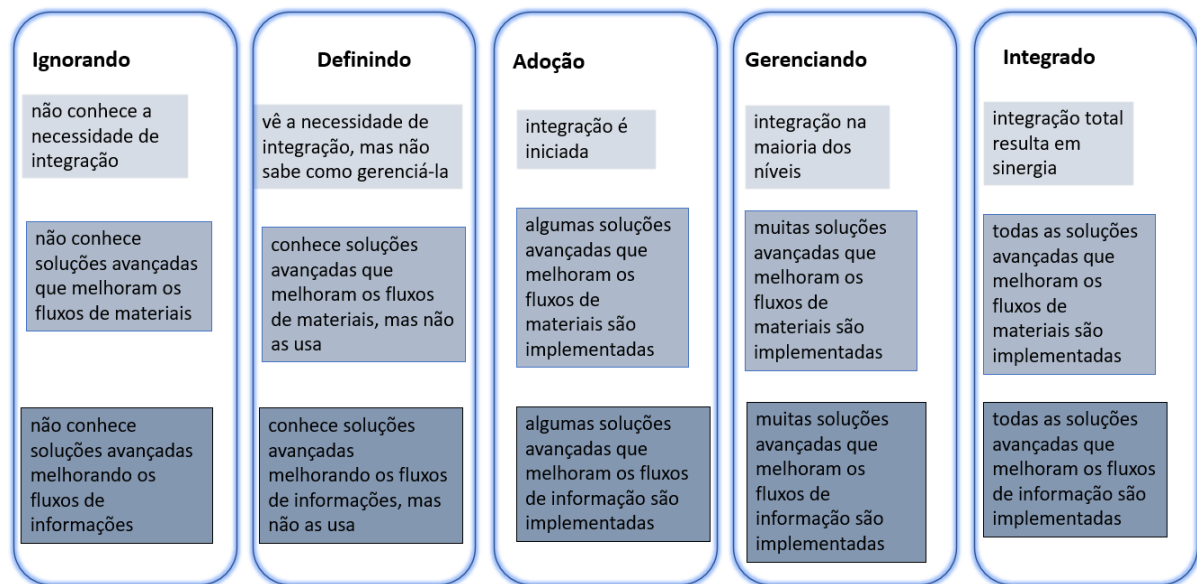 Ignorando
não conhece a
necessidade de
integração
não conhece
soluções avançadas
que melhoram os
fluxos de materiais
não conhece
soluções avançadas
melhorando os
fluxos de
informações
Definindo
vê a necessidade de
integração, mas não
sabe como gerenciá-la
conhece soluções
avançadas que
melhoram os fluxos
de materiais, mas não
as usa
conhece soluções
avançadas
melhorando os fluxos
de informações, mas
não as usa
Adoção
integração é
iniciada
algumas soluções
avançadas que
melhoram os
fluxos de
materiais são
implementadas
algumas soluções
avançadas que
melhoram os fluxos
de informação são
implementadas
Gerenciando
integração na
maioria dos
níveis
muitas soluções
avançadas que
melhoram os
fluxos de
materiais são
implementadas
muitas soluções
avançadas que
melhoram os
fluxos de
informação são
implementadas
Integrado
integração total
resulta em
sinergia
todas as soluções
avançadas que
melhoram os
fluxos de
materiais são
implementadas
todas as soluções
avançadas que
melhoram os fluxos
de informação são
implementadas